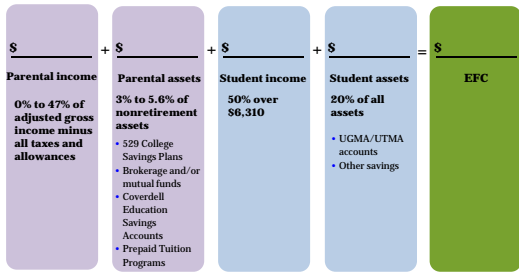 $ + $ + $ + $ = $
Parental income
0% to 47% of
adjusted gross
income minus
all taxes and
allowances
Parental assets
3% to 5.6% of
nonretirement
assets
• 529 College
Savings Plans
• Brokerage and/or
mutual funds
• Coverdell
Education
Savings
Accounts
• Prepaid Tuition
Programs
Student income
50% over
$6,310
Student assets
20% of all
assets
• UGMA/UTMA
accounts
• Other savings
EFC